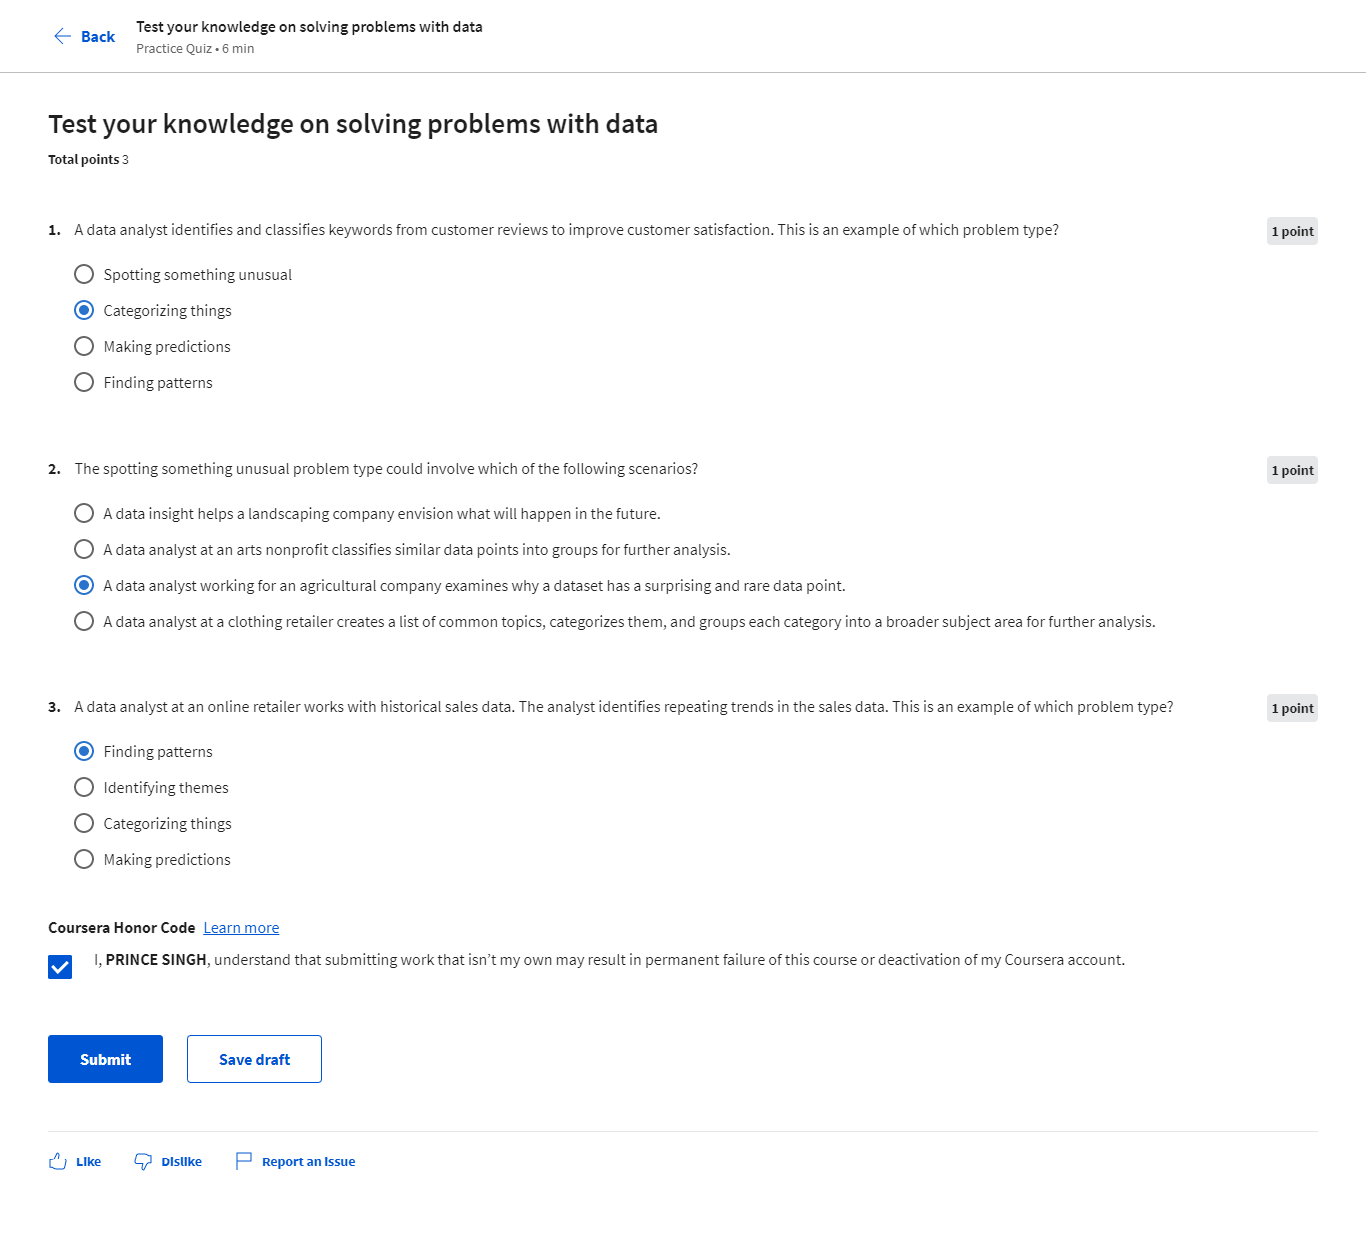 Back
Test your knowledge on solving problems with data
Practice Quiz • 6 min
Test your knowledge on solving problems with data
Total points 3
1. A data analyst identifies and classifies keywords from customer reviews to improve customer satisfaction. This is an example of which problem type?
1 point
Spotting something unusual
Categorizing things
Making predictions
Finding patterns
2. The spotting something unusual problem type could involve which of the following scenarios?
1 point
A data insight helps a landscaping company envision what will happen in the future.
A data analyst at an arts nonprofit classifies similar data points into groups for further analysis.
A data analyst working for an agricultural company examines why a dataset has a surprising and rare data point.
A data analyst at a clothing retailer creates a list of common topics, categorizes them, and groups each category into a broader subject area for further analysis.
3. A data analyst at an online retailer works with historical sales data. The analyst identifies repeating trends in the sales data. This is an example of which problem type?
1 point
Finding patterns
Identifying themes
Categorizing things
Making predictions
Coursera Honor Code Learn more
I, PRINCE SINGH, understand that submitting work that isn’t my own may result in permanent failure of this course or deactivation of my Coursera account.
Submit
Save draft
Like
Dislike
Report an issue